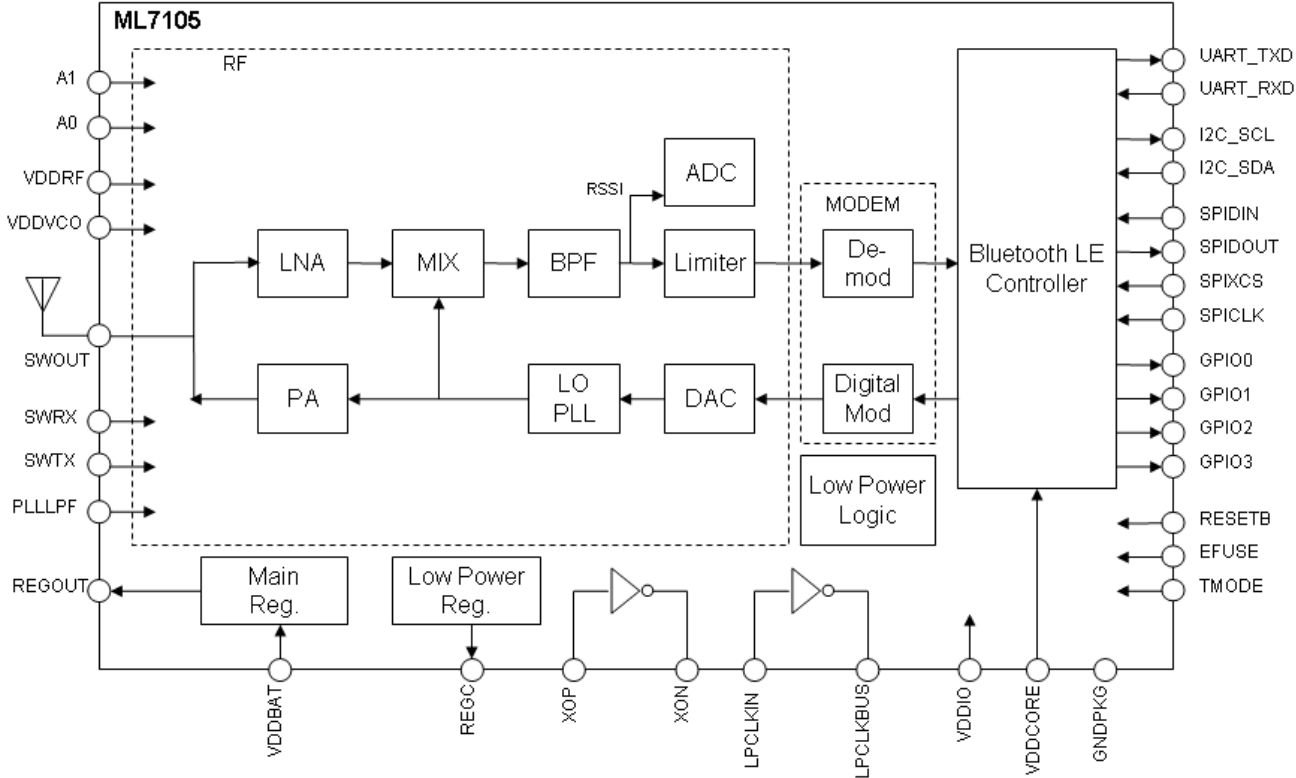 ML7105
RF
A1
A0
VDDRF
VDDVCO
SWOUT
SWRX
SWTX
PLLLPF
REGOUT
LNA
MIX
BPF
RSSI
ADC
Limiter
PA
LO
PLL
DAC
MODEM
De-
mod
Digital
Mod
Low Power
Logic
Bluetooth LE
Controller
UART_TXD
UART_RXD
I2C_SCL
I2C_SDA
SPIDIN
SPIDOUT
SPIXCS
SPICLK
GPIO0
GPIO1
GPIO2
GPIO3
RESETB
EFUSE
TMODE
Main
Reg.
Low Power
Reg.
VDDBAT
REGC
XOP
XON
LPCLKIN
LPCLKBUS
VDDIO
VDDCORE
GNDPKG